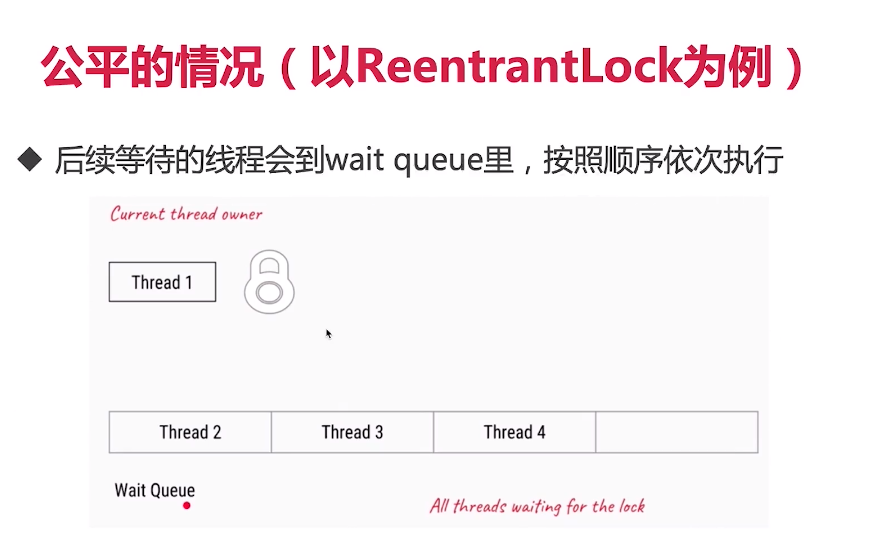 公平的情况（以ReentrantLock为例）
后续等待的线程会到wait queue里，按照顺序依次执行
Current thread owner
Thread 1
Thread 2 Thread 3 Thread 4
Wait Queue
All threads waiting for the lock